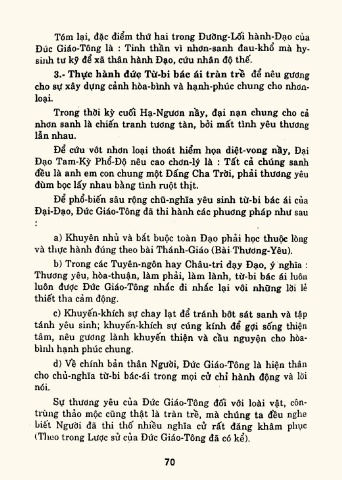 Tóm lại, đặc điểm thứ hai trong Đường-Lối hành-Đạo của
Đức Giáo-Tông là : Tinh thần vì nhơn-sanh đau-khổ mà hy-
sinh tư kỷ để xã thân hành Đạo, cứu nhân độ thế.
3.- Thực hành đức Từ-bi bác ái tràn trề để nêu gương
cho sự xây dựng cảnh hòa-bình và hạnh-phúc chung cho nhơn-
loại.
Trong thời kỳ cuối Hạ-Ngươn nầy, đại nạn chung cho cả
nhơn sanh là chiến tranh tương tàn, bởi mất tình yêu thương
lẫn nhau.
Để cứu vớt nhơn loại thoát hiểm họa diệt-vong nầy, Đại
Đạo Tam-Kỳ Phổ-Độ nêu cao chơn-lý là : Tất cả chúng sanh
đều là anh em con chung một Đấng Cha Trời, phải thương yêu
đùm bọc lấy nhau bằng tình ruột thịt.
Để phổ-biến sâu rộng chủ-nghĩa yêu sinh từ-bi bác ái của
Đại-Đạo, Đức Giáo-Tông đã thi hành các phương pháp như sau
:
a) Khuyên nhủ và bắt buộc toàn Đạo phải học thuộc lòng
và thực hành đúng theo bài Thánh-Giáo (Bài Thương-Yêu).
b) Trong các Tuyên-ngôn hay Châu-tri dạy Đạo, ý nghĩa :
Thương yêu, hòa-thuận, làm phải, làm lành, từ-bi bác ái luôn
luôn được Đức Giáo-Tông nhắc đi nhắc lại với những lời lẽ
thiết tha cảm động.
c) Khuyến-khích sự chay lạt để tránh bớt sát sanh và tập
tánh yêu sinh; khuyến-khích sự cúng kính để gợi sống thiện
tâm, nêu gương lành khuyến thiện và cầu nguyện cho hòa-
bình hạnh phúc chung.
d) Về chính bản thân Người, Đức Giáo-Tông là hiện thân
cho chủ-nghĩa từ-bi bác-ái trong mọi cử chỉ hành động và lời
nói.
Sự thương yêu của Đức Giáo-Tông đối với loài vật, côn-
trùng thảo mộc cũng thật là tràn trề, mà chúng ta đều nghe
biết Người đã thi thố nhiều nghĩa cử rất đáng khâm phục
(Theo trong Lược sử của Đức Giáo-Tông đã có kể).
70